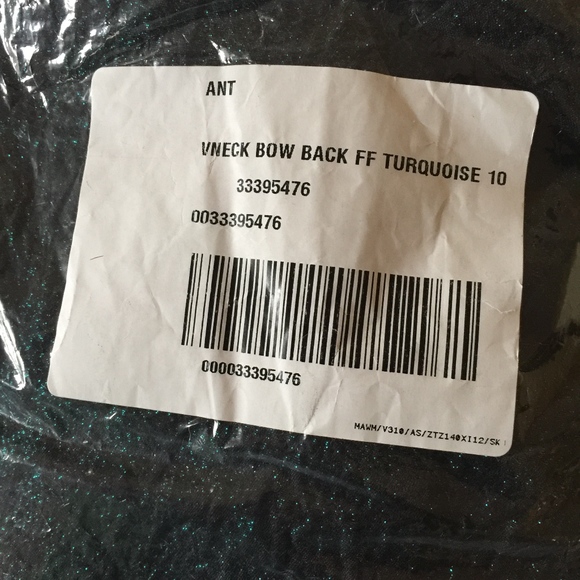 ANT
VNECK BOW BACK FF TURQUOISE 10
33395476
0033395476
000033395476
MAWM/V310/AS/ZTZ140XI12/SK